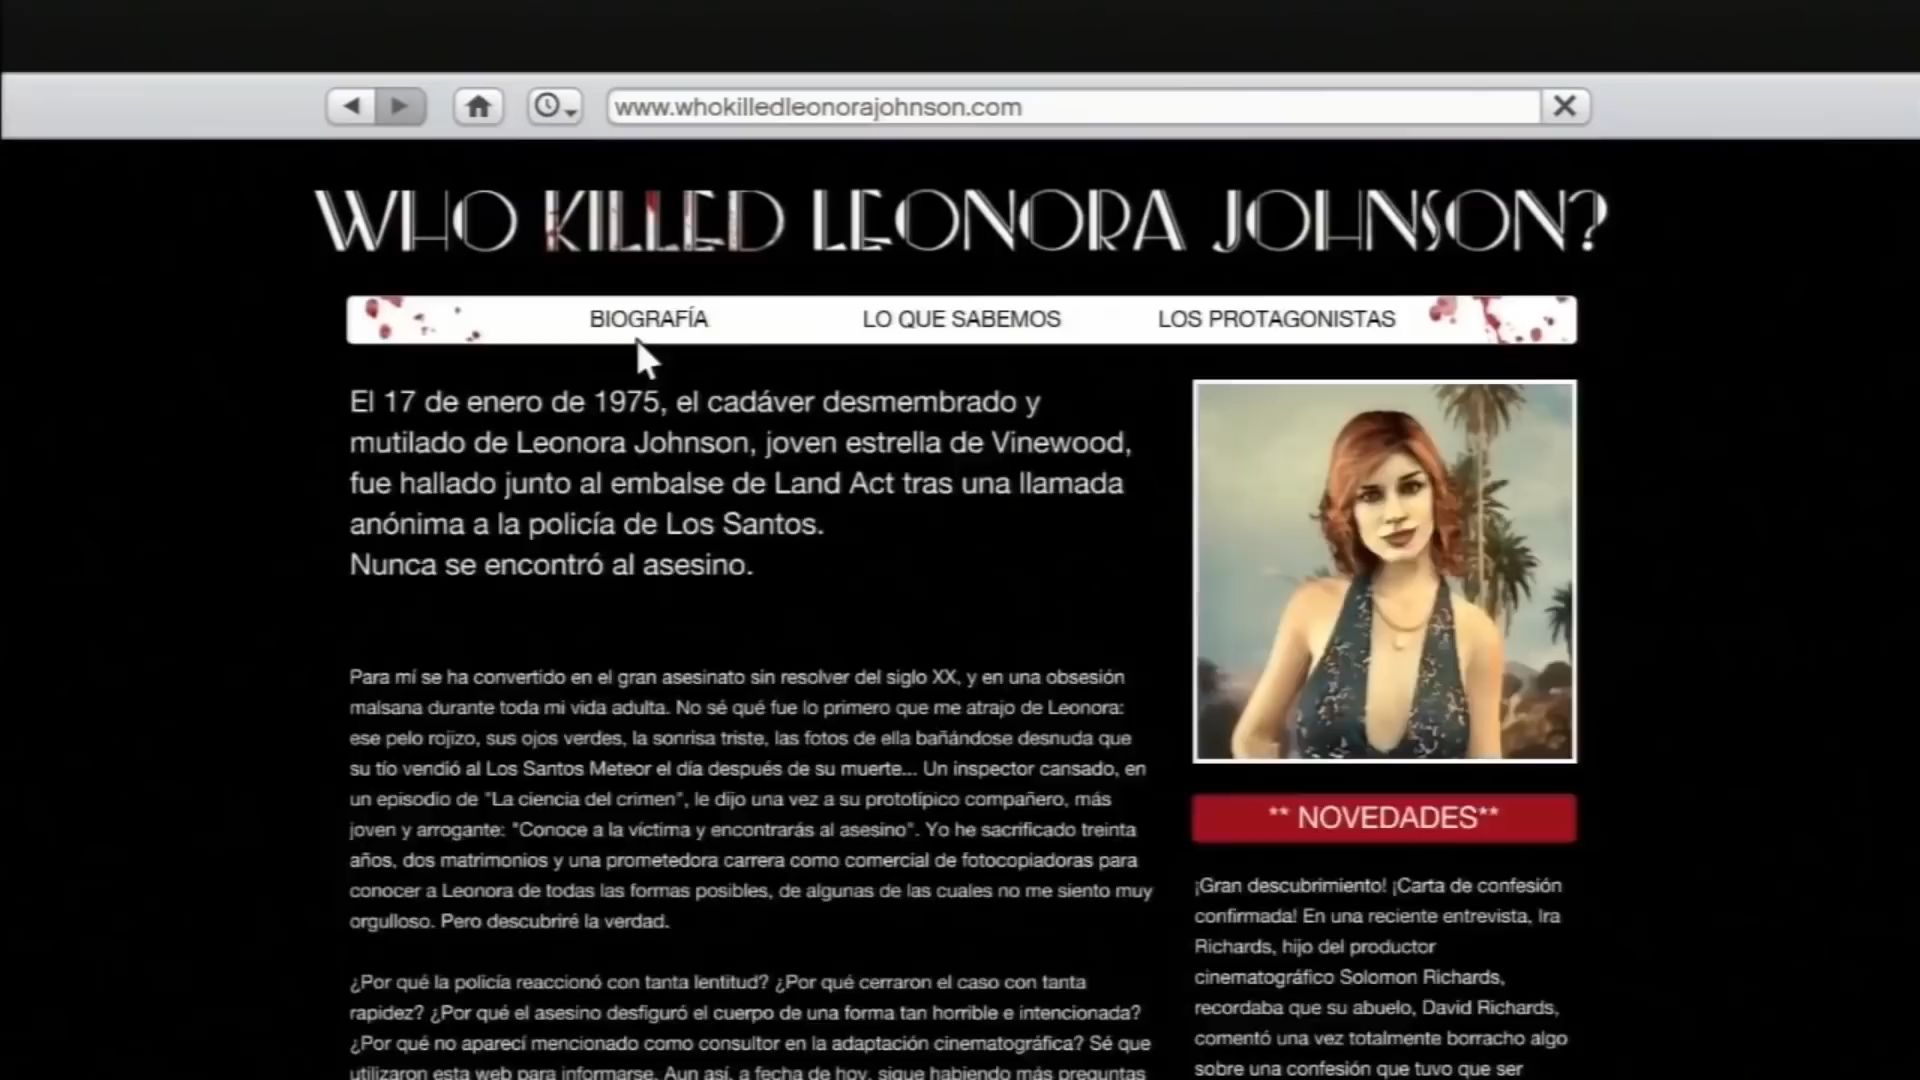 www.whokilledleonorajohnson.com
WHO KILLED LEONORA JOHNSON?
BIOGRAFÍA
LO QUE SABEMOS
LOS PROTAGONISTAS
El 17 de enero de 1975, el cadáver desmembrado y
mutilado de Leonora Johnson, joven estrella de Vinewood,
fue hallado junto al embalse de Land Act tras una llamada
anónima a la policía de Los Santos.
Nunca se encontró al asesino.
Para mí se ha convertido en el gran asesinato sin resolver del siglo XX, y en una obsesión
malsana durante toda mi vida adulta. No sé qué fue lo primero que me atrajo de Leonora:
ese pelo rojizo, sus ojos verdes, la sonrisa triste, las fotos de ella bañándose desnuda que
su tío vendió al Los Santos Meteor el día después de su muerte... Un inspector cansado, en
un episodio de "La ciencia del crimen", le dijo una vez a su prototípico compañero, más
joven y arrogante: "Conoce a la víctima y encontrarás al asesino". Yo he sacrificado treinta
años, dos matrimonios y una prometedora carrera como comercial de fotocopiadoras para
conocer a Leonora de todas las formas posibles, de algunas de las cuales no me siento muy
orgulloso. Pero descubriré la verdad.
¿Por qué la policía reaccionó con tanta lentitud? ¿Por qué cerraron el caso con tanta
rapidez? ¿Por qué el asesino desfiguró el cuerpo de una forma tan horrible e intencionada?
¿Por qué no aparecí mencionado como consultor en la adaptación cinematográfica? Sé que
utilizaron esta web para informarse. Aun así, a fecha de hoy, sigue habiendo más preguntas
** NOVEDADES**
¡Gran descubrimiento! ¡Carta de confesión
confirmada! En una reciente entrevista, Ira
Richards, hijo del productor
cinematográfico Solomon Richards,
recordaba que su abuelo, David Richards,
comentó una vez totalmente borracho algo
sobre una confesión que tuvo que ser